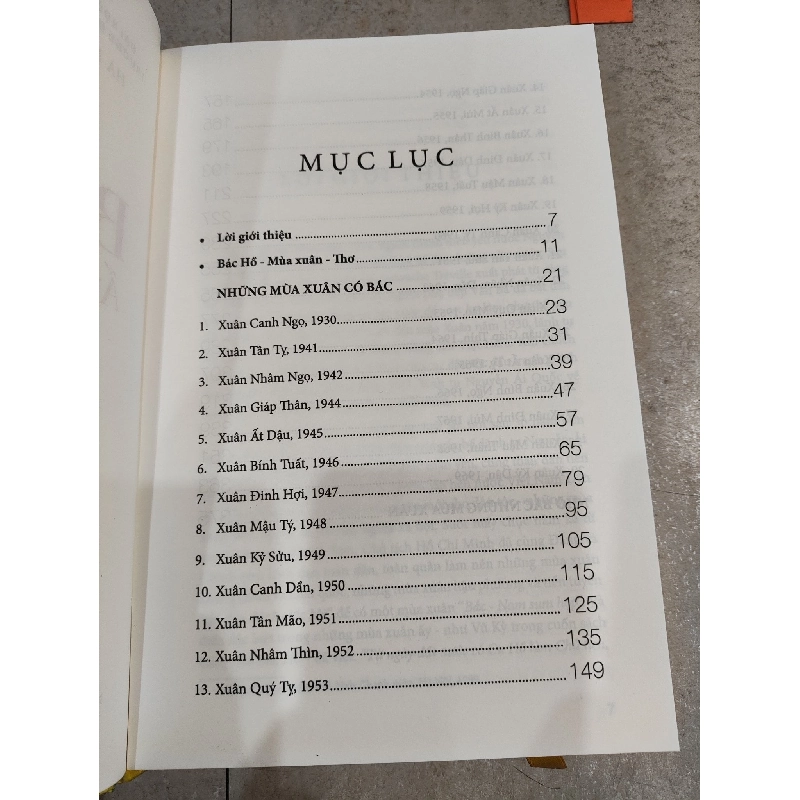 MỤC LỤC
• Lời giới thiệu ........ 7
• Bác Hồ - Mùa xuân - Thơ ........ 11
NHỮNG MÙA XUÂN CÓ BÁC ........ 21
1. Xuân Canh Ngọ, 1930 ........ 23
2. Xuân Tân Tỵ, 1941 ........ 31
3. Xuân Nhâm Ngọ, 1942 ........ 39
4. Xuân Giáp Thân, 1944 ........ 47
5. Xuân Ất Dậu, 1945 ........ 57
6. Xuân Bính Tuất, 1946 ........ 65
7. Xuân Đinh Hợi, 1947 ........ 79
8. Xuân Mậu Tý, 1948 ........ 95
9. Xuân Kỷ Sửu, 1949 ........ 105
10. Xuân Canh Dần, 1950 ........ 115
11. Xuân Tân Mão, 1951 ........ 125
12. Xuân Nhâm Thìn, 1952 ........ 135
13. Xuân Quý Tỵ, 1953 ........ 149